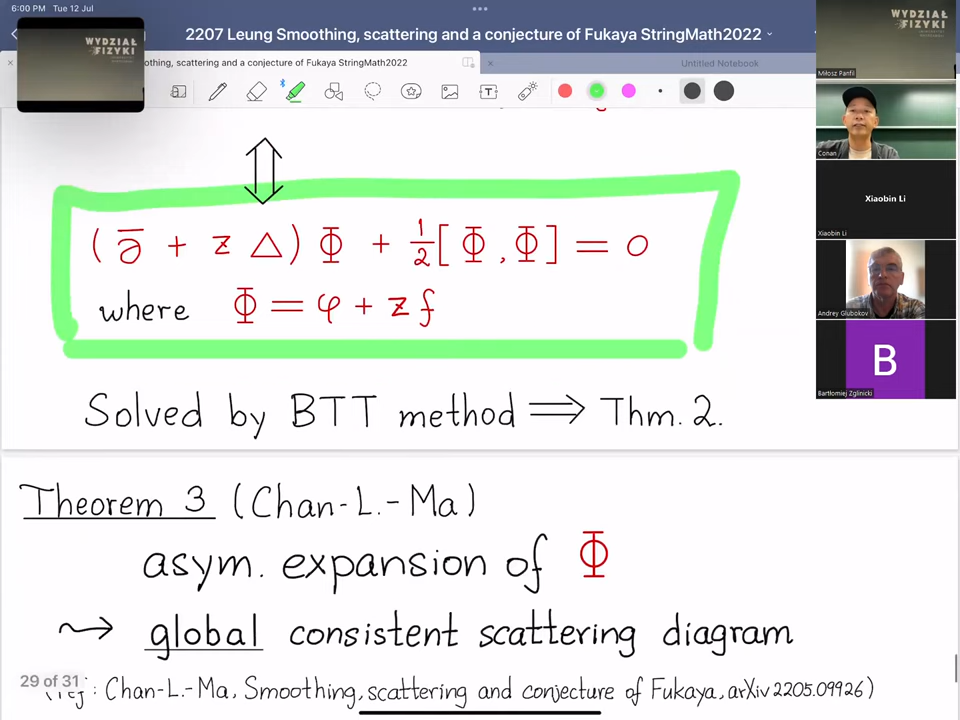 6:00 PM Tue 12 Jul
WYDZIAŁ
FIZYKI
2207 Leung Smoothing, scattering and a conjecture of Fukaya StringMath2022
othing, scattering and a conjecture of Fukaya StringMath2022
Untitled Notebook
WYDZIAŁ
FIZYKI
Miłosz Panfil
Conan
Xiaobin Li
Xiaobin Li
Andrey Glubokov
B
Bartłomiej Zglinicki
(∂̄ + z Δ) Φ + ½[Φ, Φ] = 0
where Φ = φ + z f
Solved by BTT method ⟹ Thm. 2.
Theorem 3 (Chan-L.-Ma)
asym. expansion of Φ
⇝ global consistent scattering diagram
29 of 31
: Chan-L.-Ma, Smoothing, scattering and conjecture of Fukaya, arXiv 2205.09926)